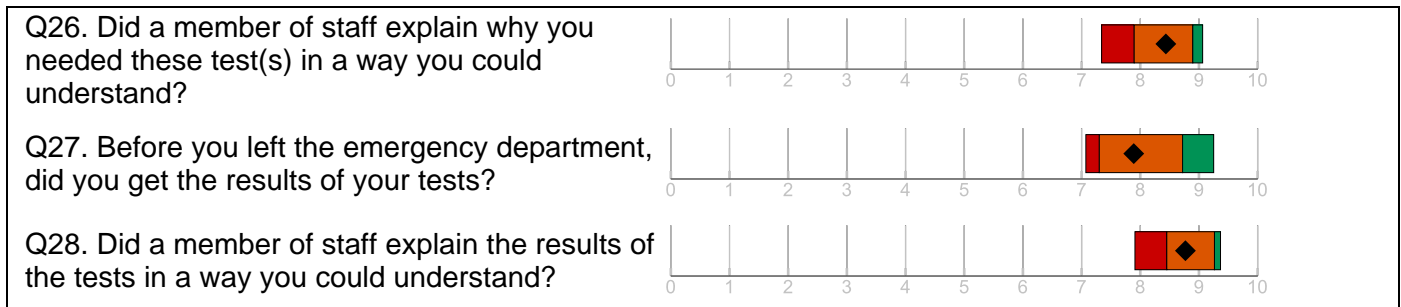 Q26. Did a member of staff explain why you
needed these test(s) in a way you could
understand?
0 1 2 3 4 5 6 7 8 9 10
Q27. Before you left the emergency department,
did you get the results of your tests?
0 1 2 3 4 5 6 7 8 9 10
Q28. Did a member of staff explain the results of
the tests in a way you could understand?
0 1 2 3 4 5 6 7 8 9 10